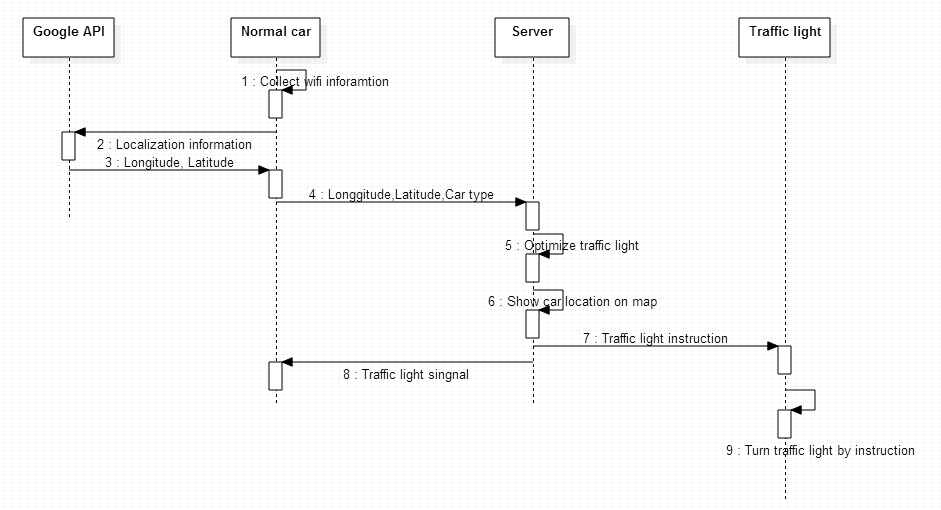 Google API
Normal car
Server
Traffic light
1 : Collect wifi inforamtion
2 : Localization information
3 : Longitude, Latitude
4 : Longgitude,Latitude,Car type
5 : Optimize traffic light
6 : Show car location on map
7 : Traffic light instruction
8 : Traffic light singnal
9 : Turn traffic light by instruction